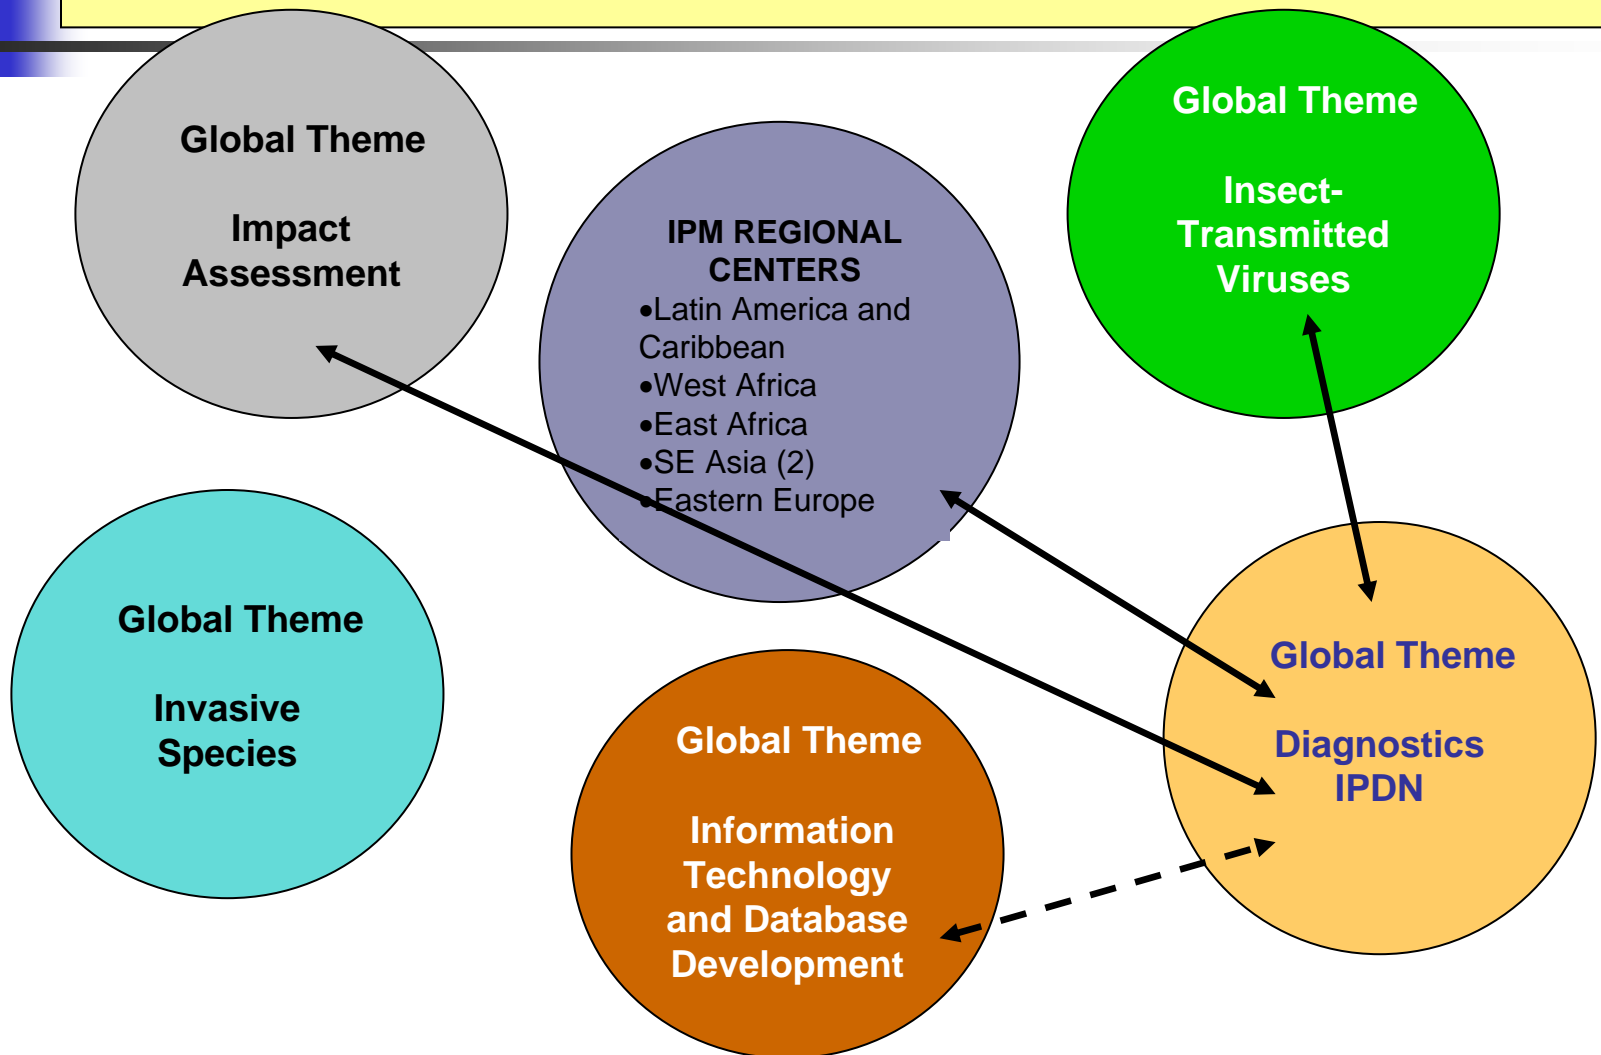 Global Theme
Impact
Assessment
IPM REGIONAL
CENTERS
•Latin America and
Caribbean
•West Africa
•East Africa
•SE Asia (2)
•Eastern Europe
Global Theme
Insect-
Transmitted
Viruses
Global Theme
Invasive
Species
Global Theme
Information
Technology
and Database
Development
Global Theme
Diagnostics
IPDN